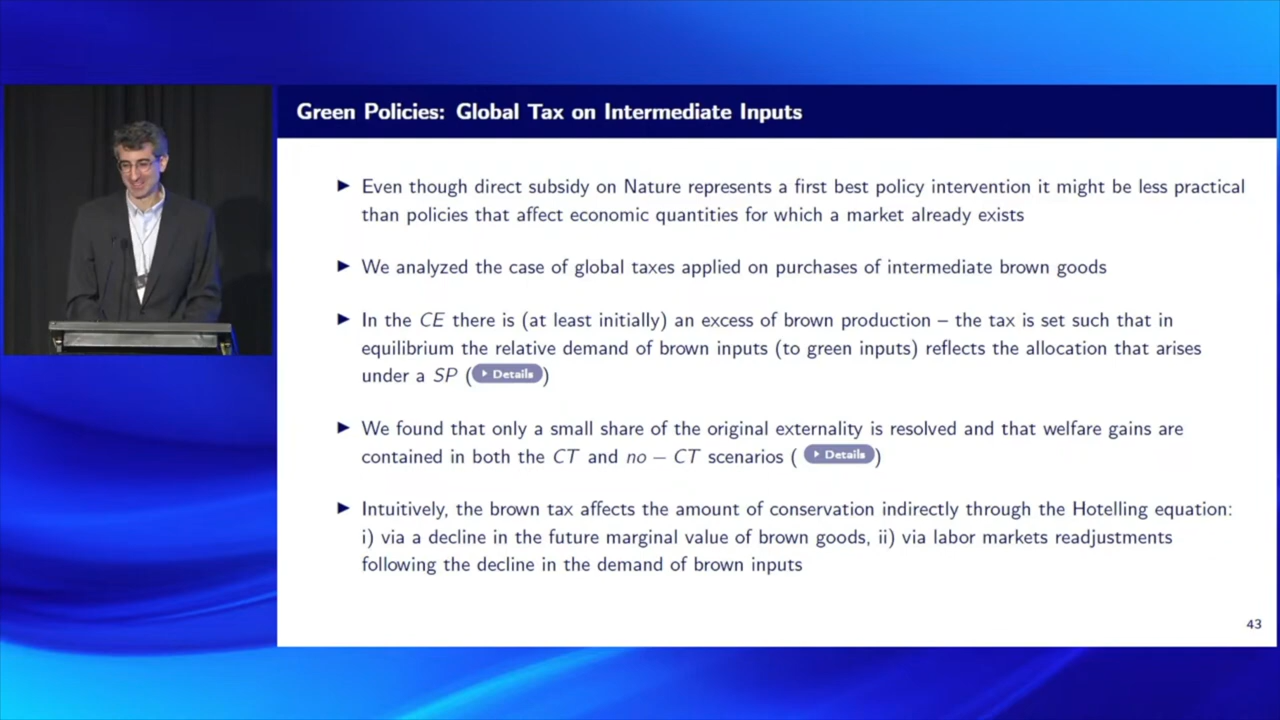 Green Policies: Global Tax on Intermediate Inputs
▶ Even though direct subsidy on Nature represents a first best policy intervention it might be less practical
than policies that affect economic quantities for which a market already exists
▶ We analyzed the case of global taxes applied on purchases of intermediate brown goods
▶ In the CE there is (at least initially) an excess of brown production – the tax is set such that in
equilibrium the relative demand of brown inputs (to green inputs) reflects the allocation that arises
under a SP (▶ Details)
▶ We found that only a small share of the original externality is resolved and that welfare gains are
contained in both the CT and no − CT scenarios ( ▶ Details)
▶ Intuitively, the brown tax affects the amount of conservation indirectly through the Hotelling equation:
i) via a decline in the future marginal value of brown goods, ii) via labor markets readjustments
following the decline in the demand of brown inputs
43